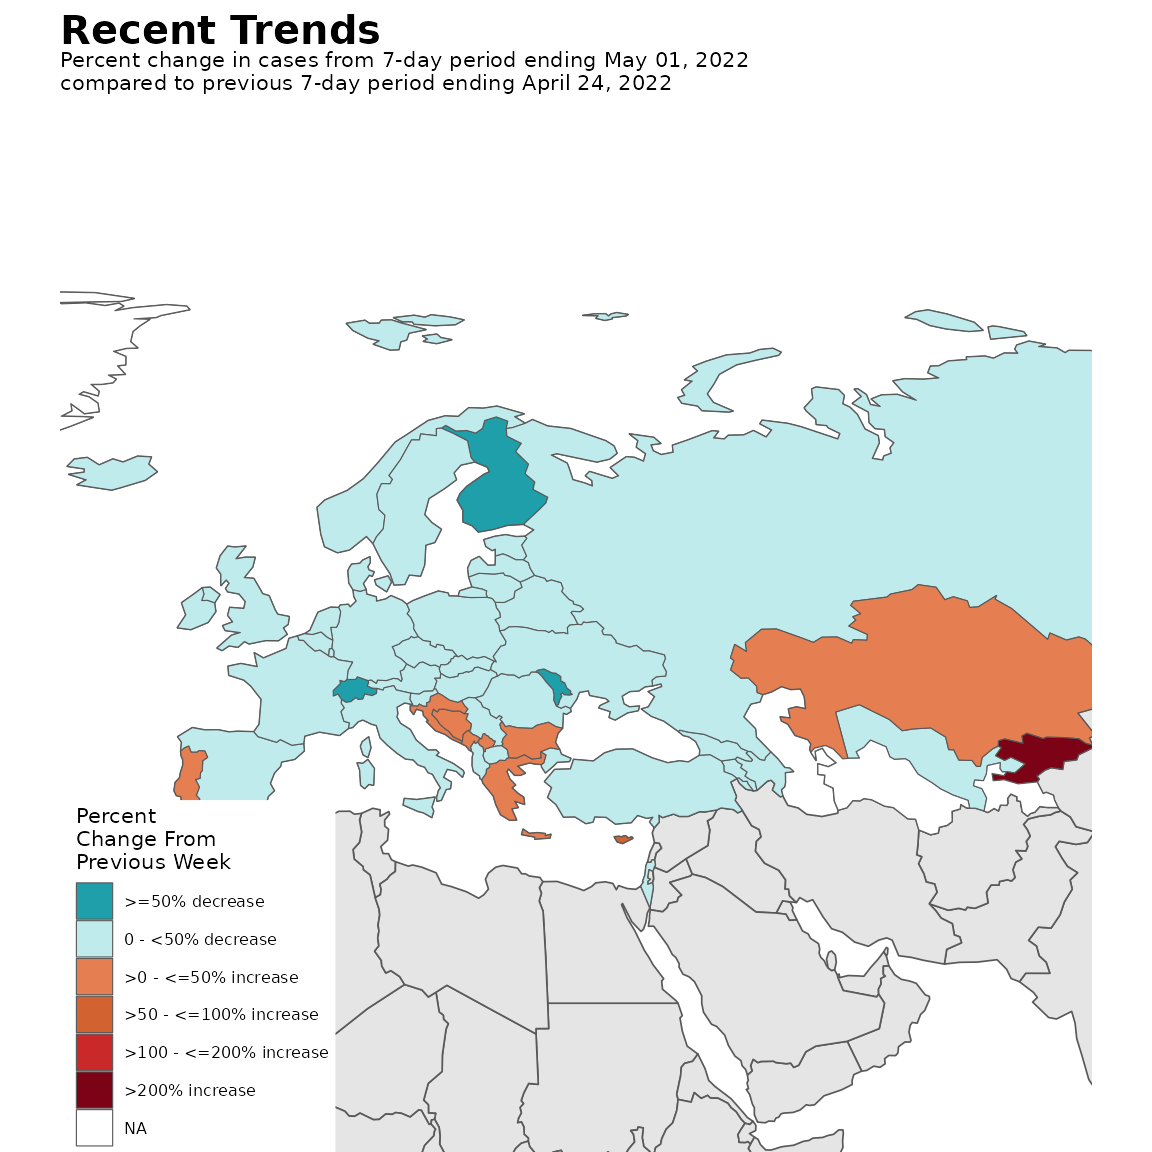 Recent Trends
Percent change in cases from 7-day period ending May 01, 2022
compared to previous 7-day period ending April 24, 2022
Percent
Change From
Previous Week
>=50% decrease
0 - <50% decrease
>0 - <=50% increase
>50 - <=100% increase
>100 - <=200% increase
>200% increase
NA